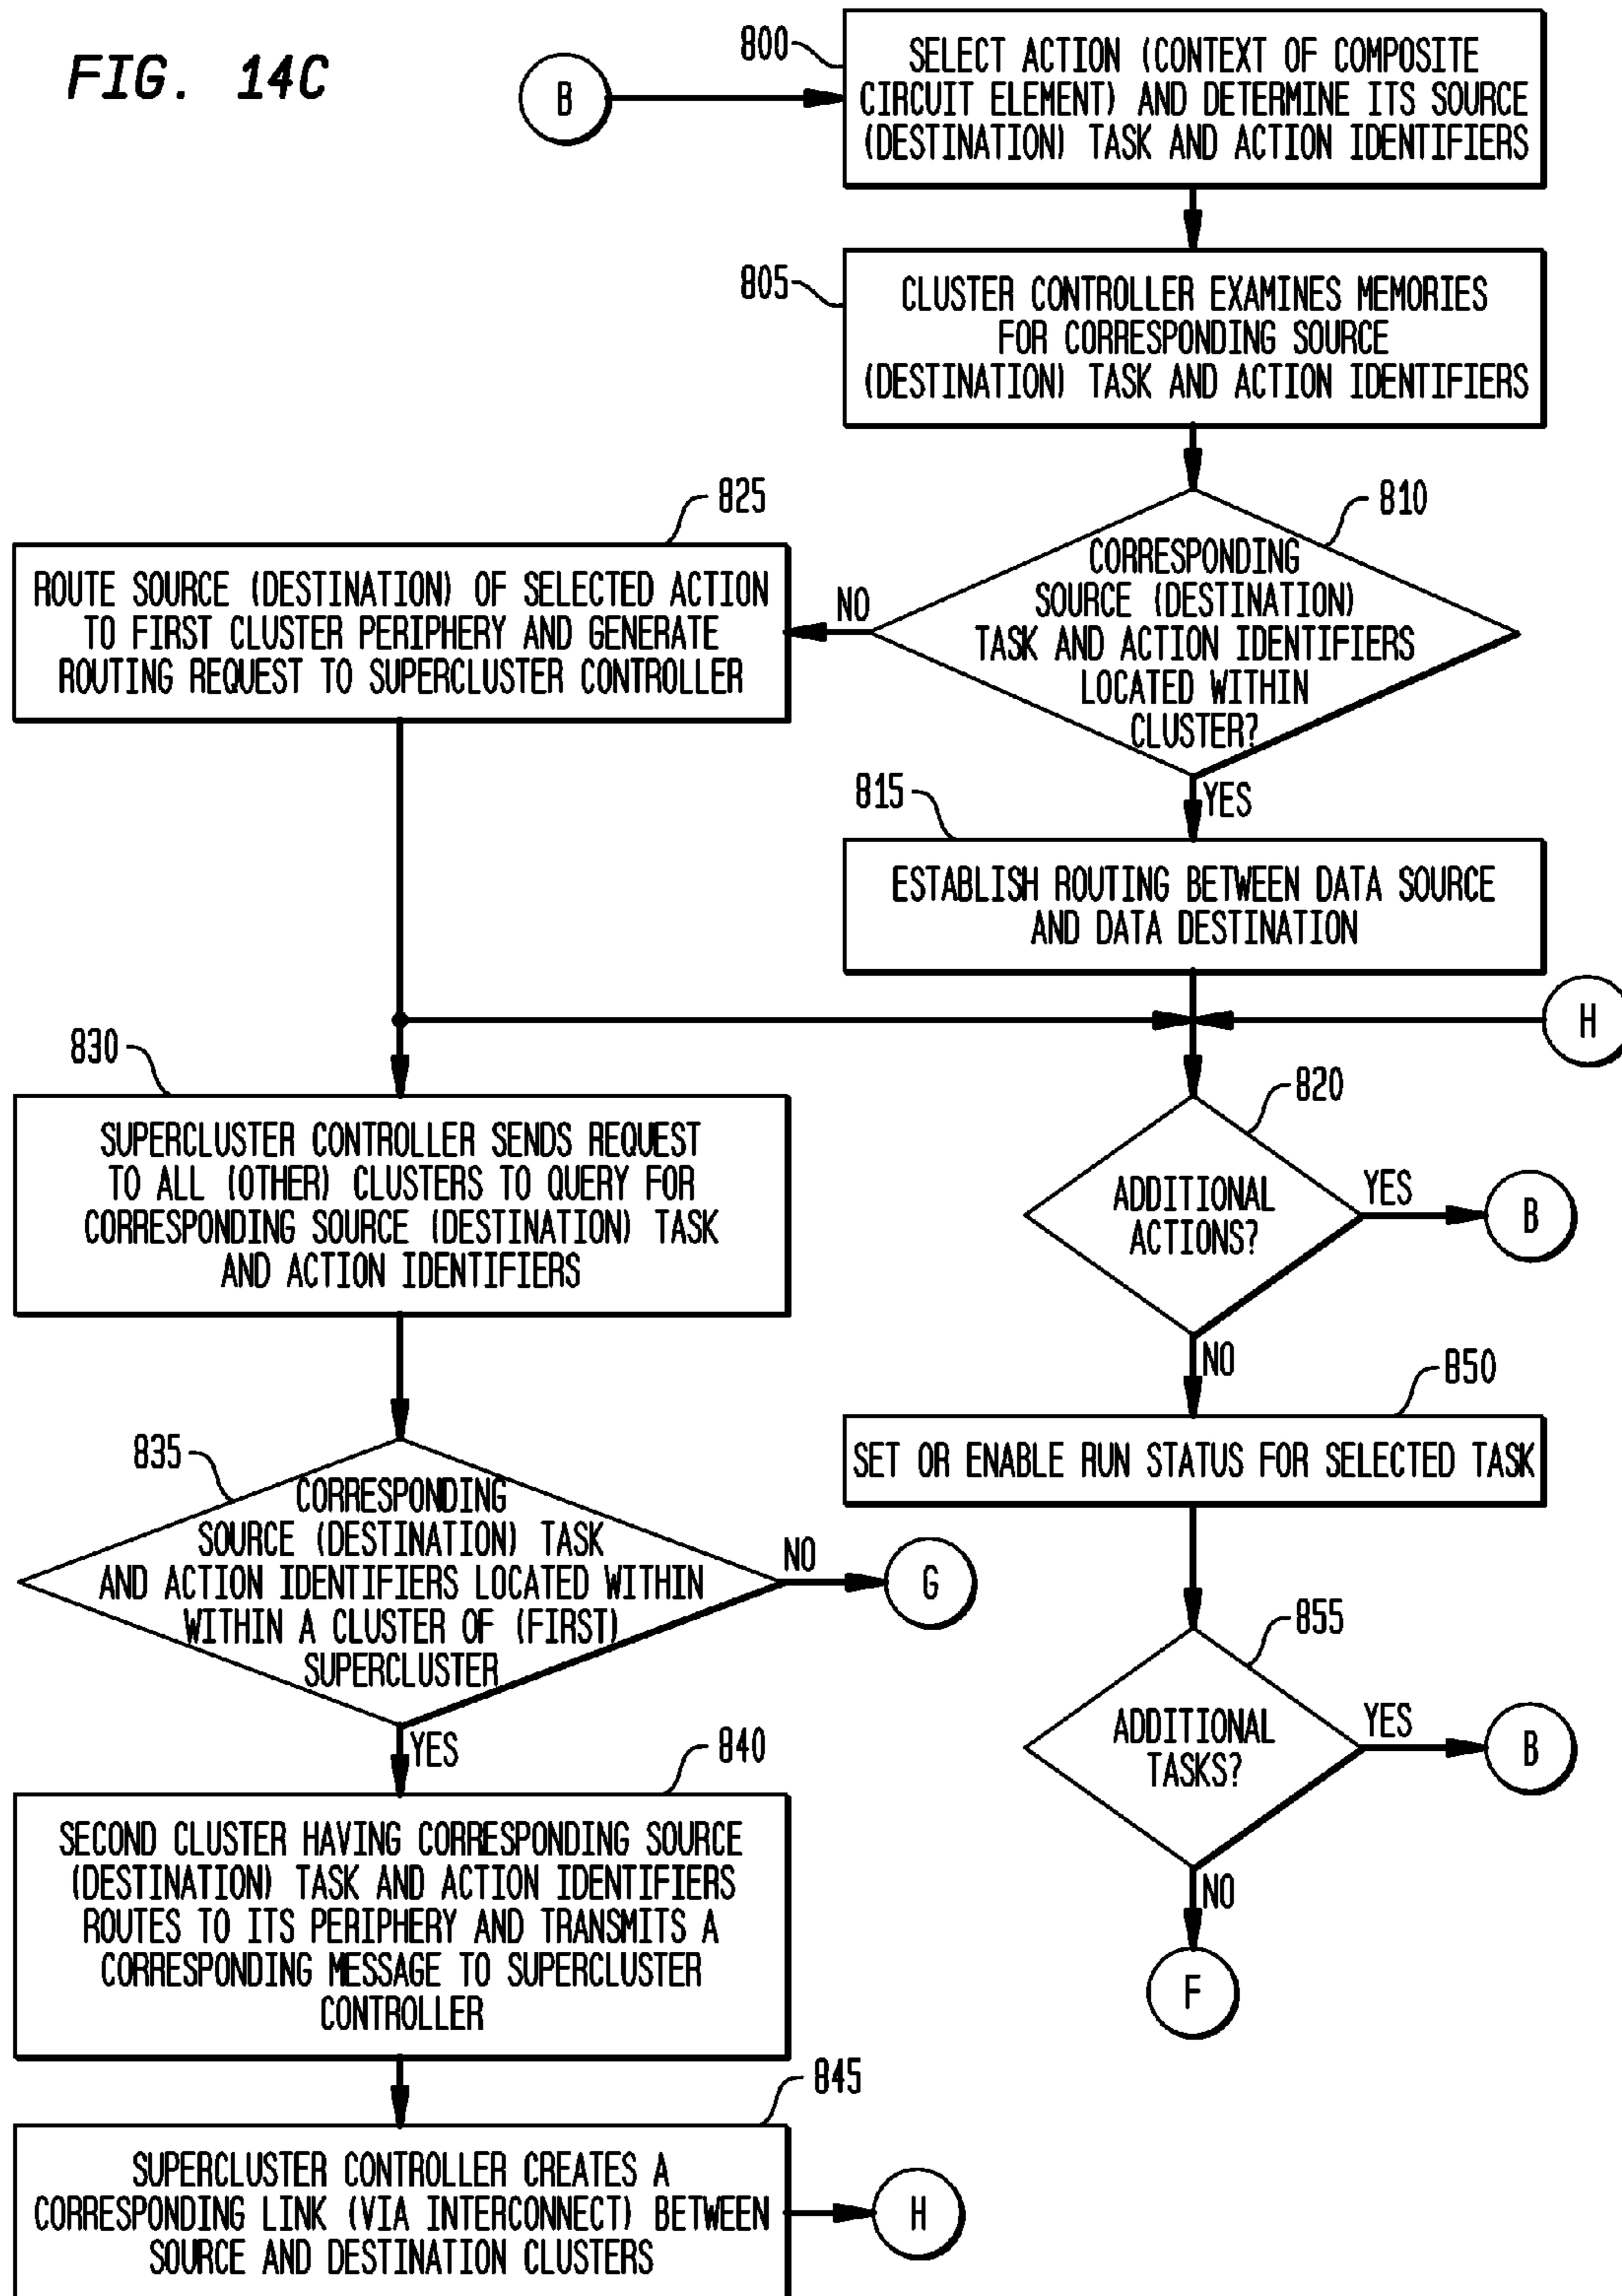 FIG. 14C
B
800
SELECT ACTION (CONTEXT OF COMPOSITE
CIRCUIT ELEMENT) AND DETERMINE ITS SOURCE
(DESTINATION) TASK AND ACTION IDENTIFIERS
805
CLUSTER CONTROLLER EXAMINES MEMORIES
FOR CORRESPONDING SOURCE
(DESTINATION) TASK AND ACTION IDENTIFIERS
810
CORRESPONDING
SOURCE (DESTINATION)
TASK AND ACTION IDENTIFIERS
LOCATED WITHIN
CLUSTER?
NO
825
ROUTE SOURCE (DESTINATION) OF SELECTED ACTION
TO FIRST CLUSTER PERIPHERY AND GENERATE
ROUTING REQUEST TO SUPERCLUSTER CONTROLLER
YES
815
ESTABLISH ROUTING BETWEEN DATA SOURCE
AND DATA DESTINATION
H
830
SUPERCLUSTER CONTROLLER SENDS REQUEST
TO ALL (OTHER) CLUSTERS TO QUERY FOR
CORRESPONDING SOURCE (DESTINATION) TASK
AND ACTION IDENTIFIERS
820
ADDITIONAL
ACTIONS?
YES
B
NO
850
SET OR ENABLE RUN STATUS FOR SELECTED TASK
835
CORRESPONDING
SOURCE (DESTINATION) TASK
AND ACTION IDENTIFIERS LOCATED WITHIN
WITHIN A CLUSTER OF (FIRST)
SUPERCLUSTER
NO
G
YES
855
ADDITIONAL
TASKS?
YES
B
NO
F
840
SECOND CLUSTER HAVING CORRESPONDING SOURCE
(DESTINATION) TASK AND ACTION IDENTIFIERS
ROUTES TO ITS PERIPHERY AND TRANSMITS A
CORRESPONDING MESSAGE TO SUPERCLUSTER
CONTROLLER
845
SUPERCLUSTER CONTROLLER CREATES A
CORRESPONDING LINK (VIA INTERCONNECT) BETWEEN
SOURCE AND DESTINATION CLUSTERS
H